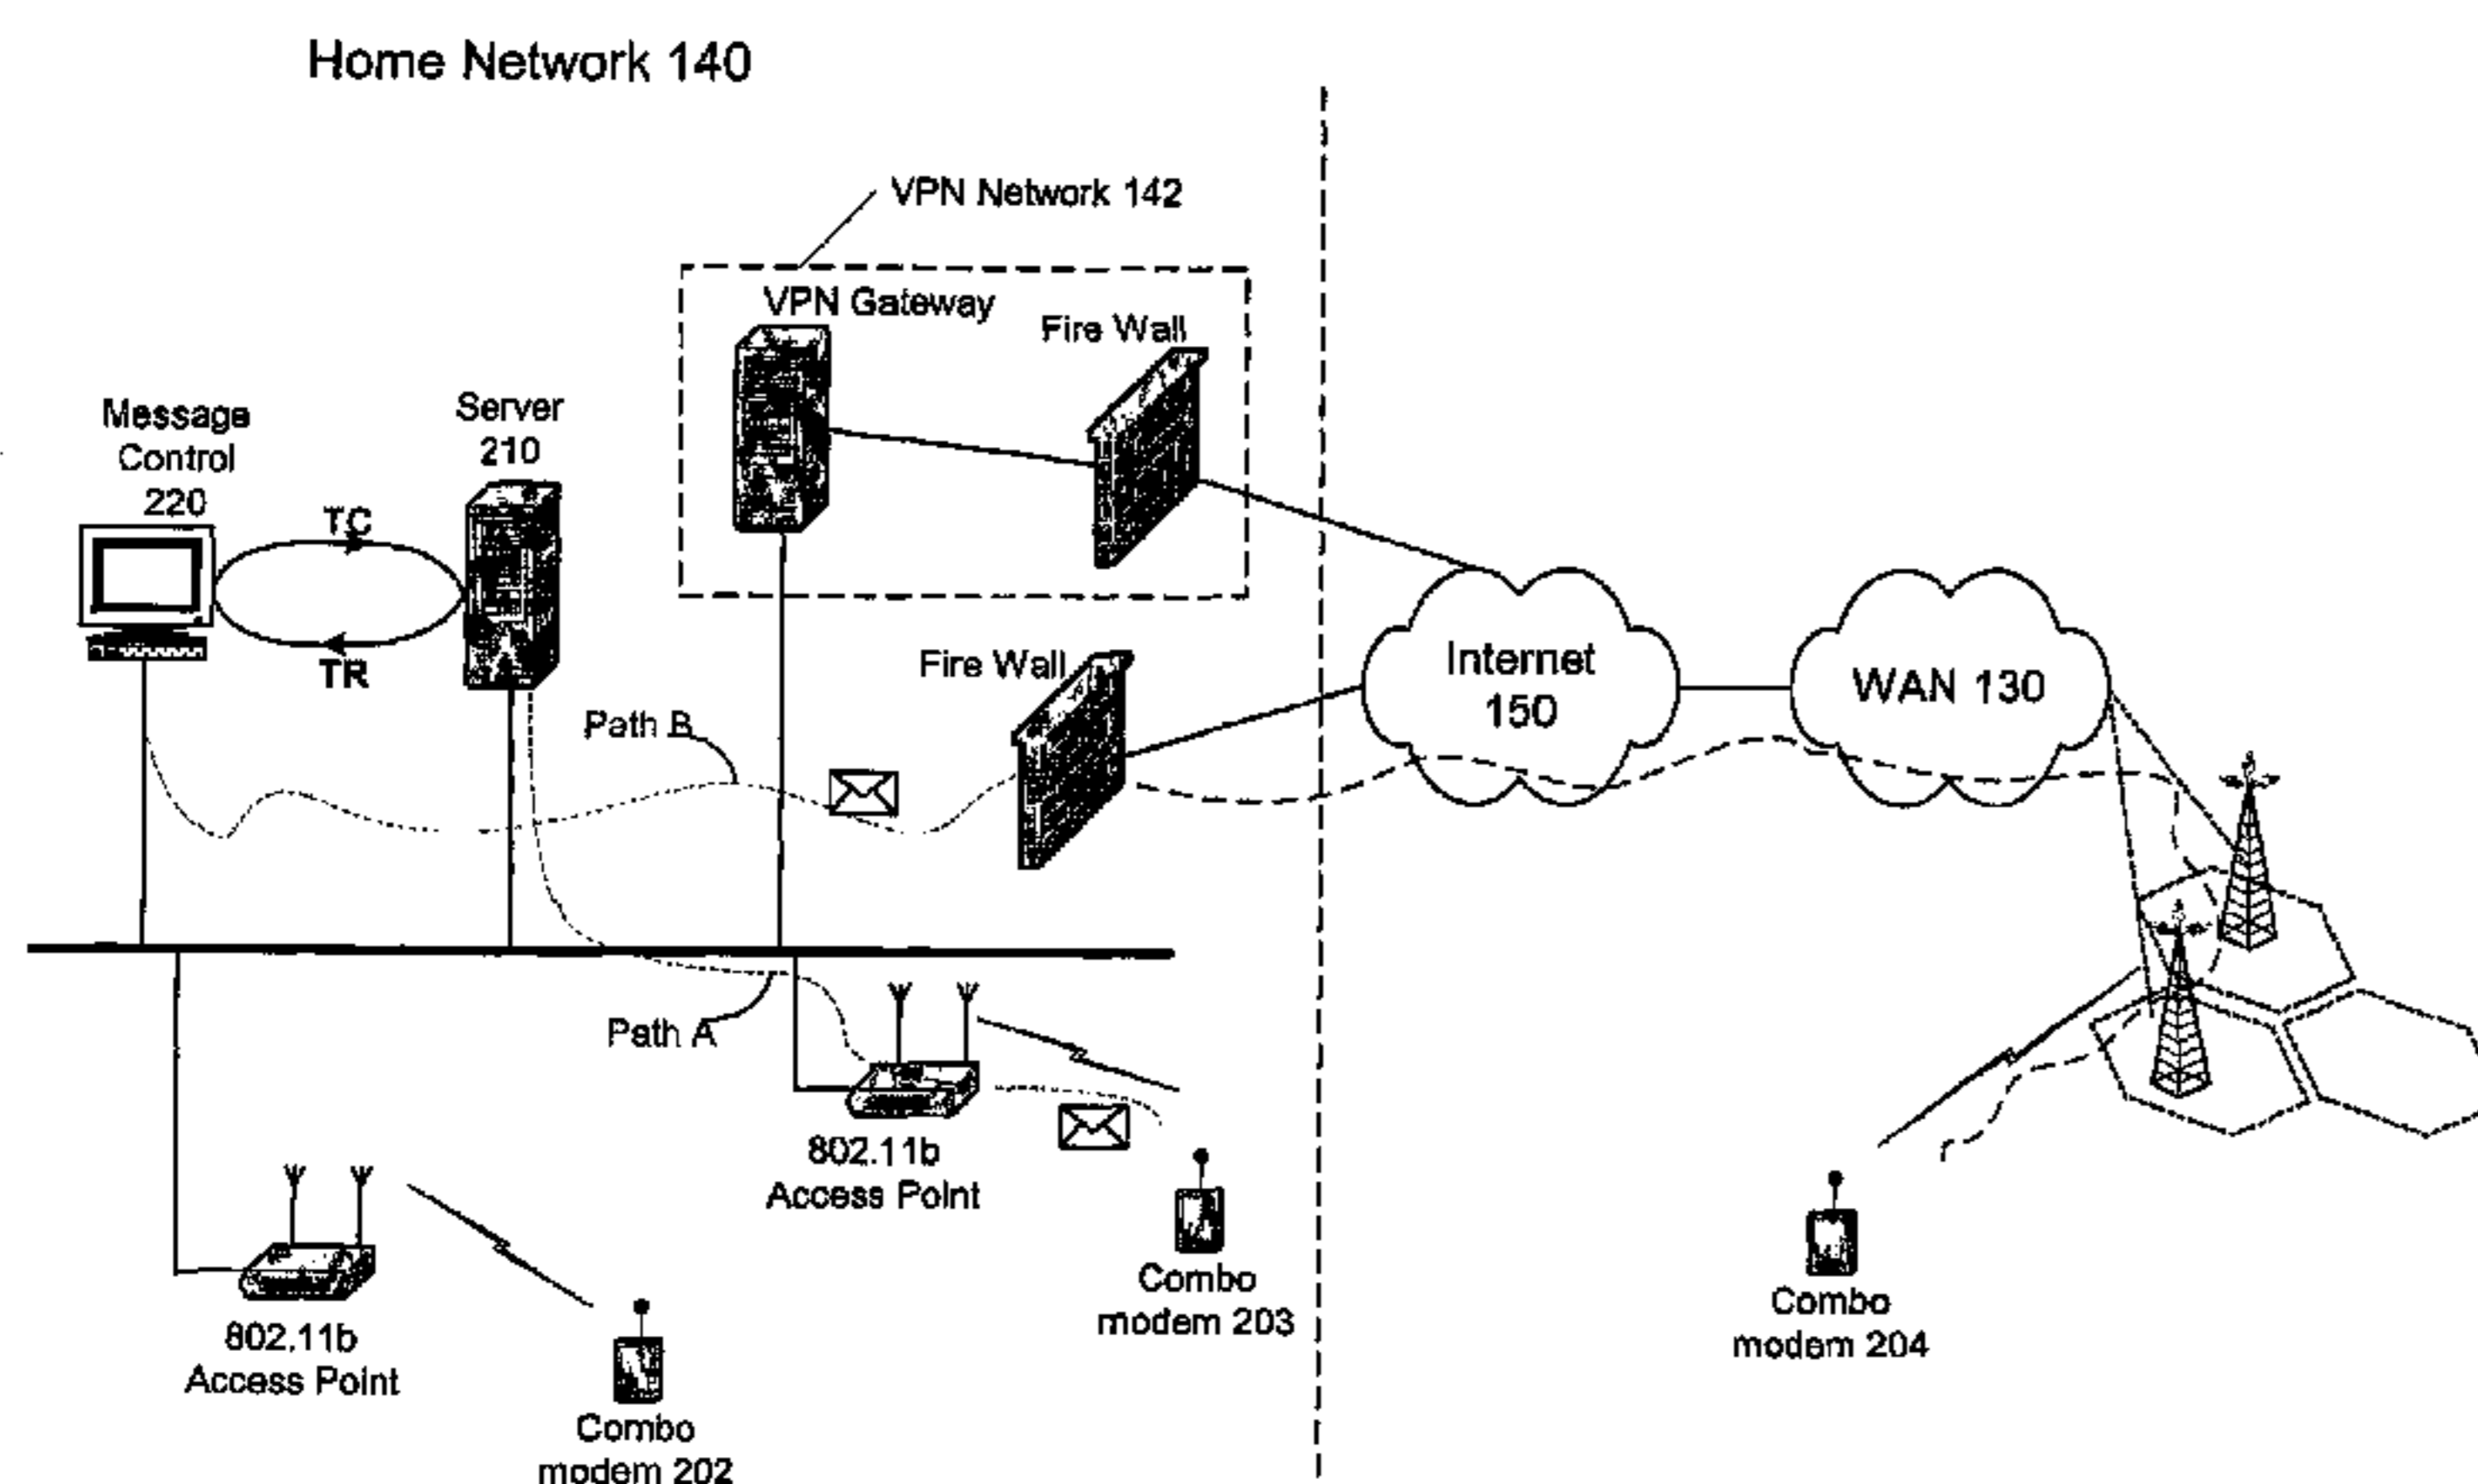 Home Network 140
VPN Network 142
VPN Gateway
Fire Wall
Message
Control
220
Server
210
TC
TR
Fire Wall
Internet
150
WAN 130
Path B
Path A
802.11b
Access Point
Combo
modem 203
Combo
modem 204
802.11b
Access Point
Combo
modem 202